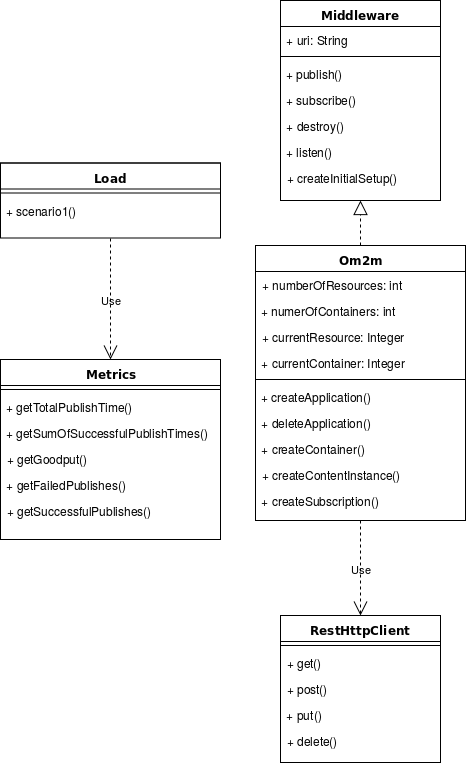 Middleware
+ uri: String
+ publish()
+ subscribe()
+ destroy()
+ listen()
+ createInitialSetup()
Load
+ scenario1()
Use
Metrics
+ getTotalPublishTime()
+ getSumOfSuccessfulPublishTimes()
+ getGoodput()
+ getFailedPublishes()
+ getSuccessfulPublishes()
Om2m
+ numberOfResources: int
+ numerOfContainers: int
+ currentResource: Integer
+ currentContainer: Integer
+ createApplication()
+ deleteApplication()
+ createContainer()
+ createContentInstance()
+ createSubscription()
Use
RestHttpClient
+ get()
+ post()
+ put()
+ delete()